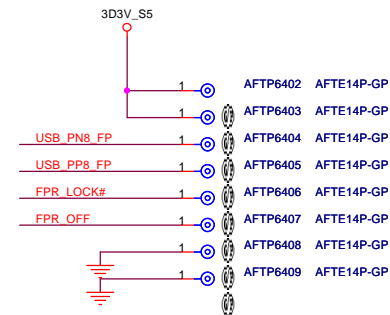 3D3V_S5
1 AFTP6402 AFTE14P-GP
1 AFTP6403 AFTE14P-GP
USB_PN8_FP 1 AFTP6404 AFTE14P-GP
USB_PP8_FP 1 AFTP6405 AFTE14P-GP
FPR_LOCK# 1 AFTP6406 AFTE14P-GP
FPR_OFF 1 AFTP6407 AFTE14P-GP
1 AFTP6408 AFTE14P-GP
1 AFTP6409 AFTE14P-GP